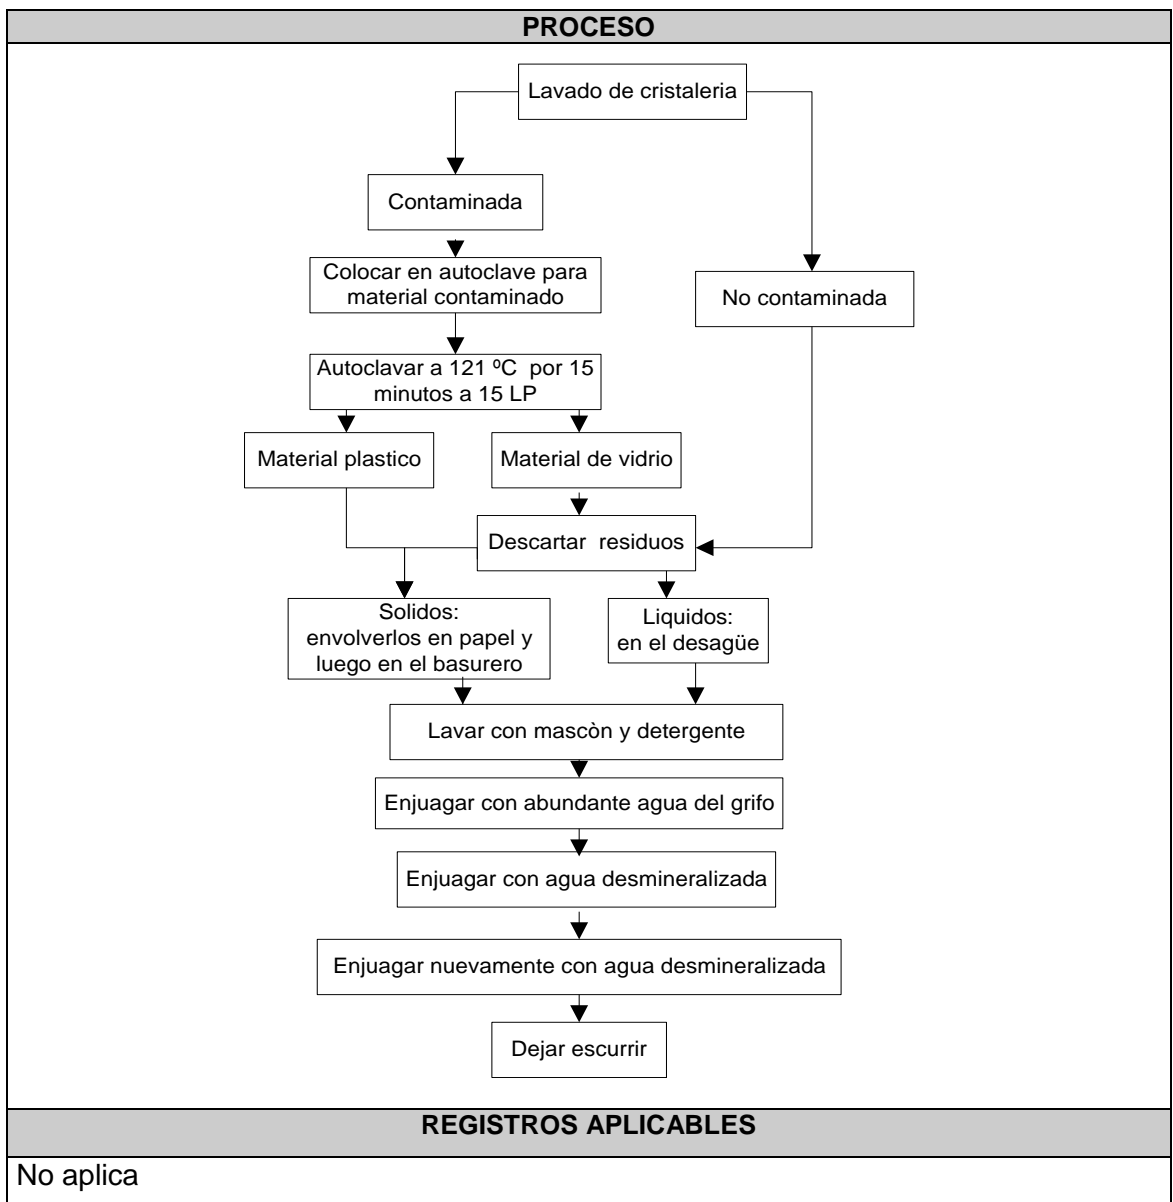 PROCESO
Lavado de cristaleria
Contaminada
Colocar en autoclave para
material contaminado
No contaminada
Autoclavar a 121 ºC por 15
minutos a 15 LP
Material plastico
Material de vidrio
Descartar residuos
Solidos:
envolverlos en papel y
luego en el basurero
Liquidos:
en el desagüe
Lavar con mascòn y detergente
Enjuagar con abundante agua del grifo
Enjuagar con agua desmineralizada
Enjuagar nuevamente con agua desmineralizada
Dejar escurrir
REGISTROS APLICABLES
No aplica